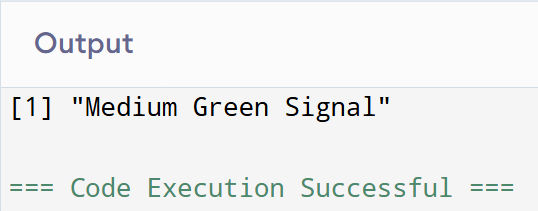 Output
[1] "Medium Green Signal"
=== Code Execution Successful ===